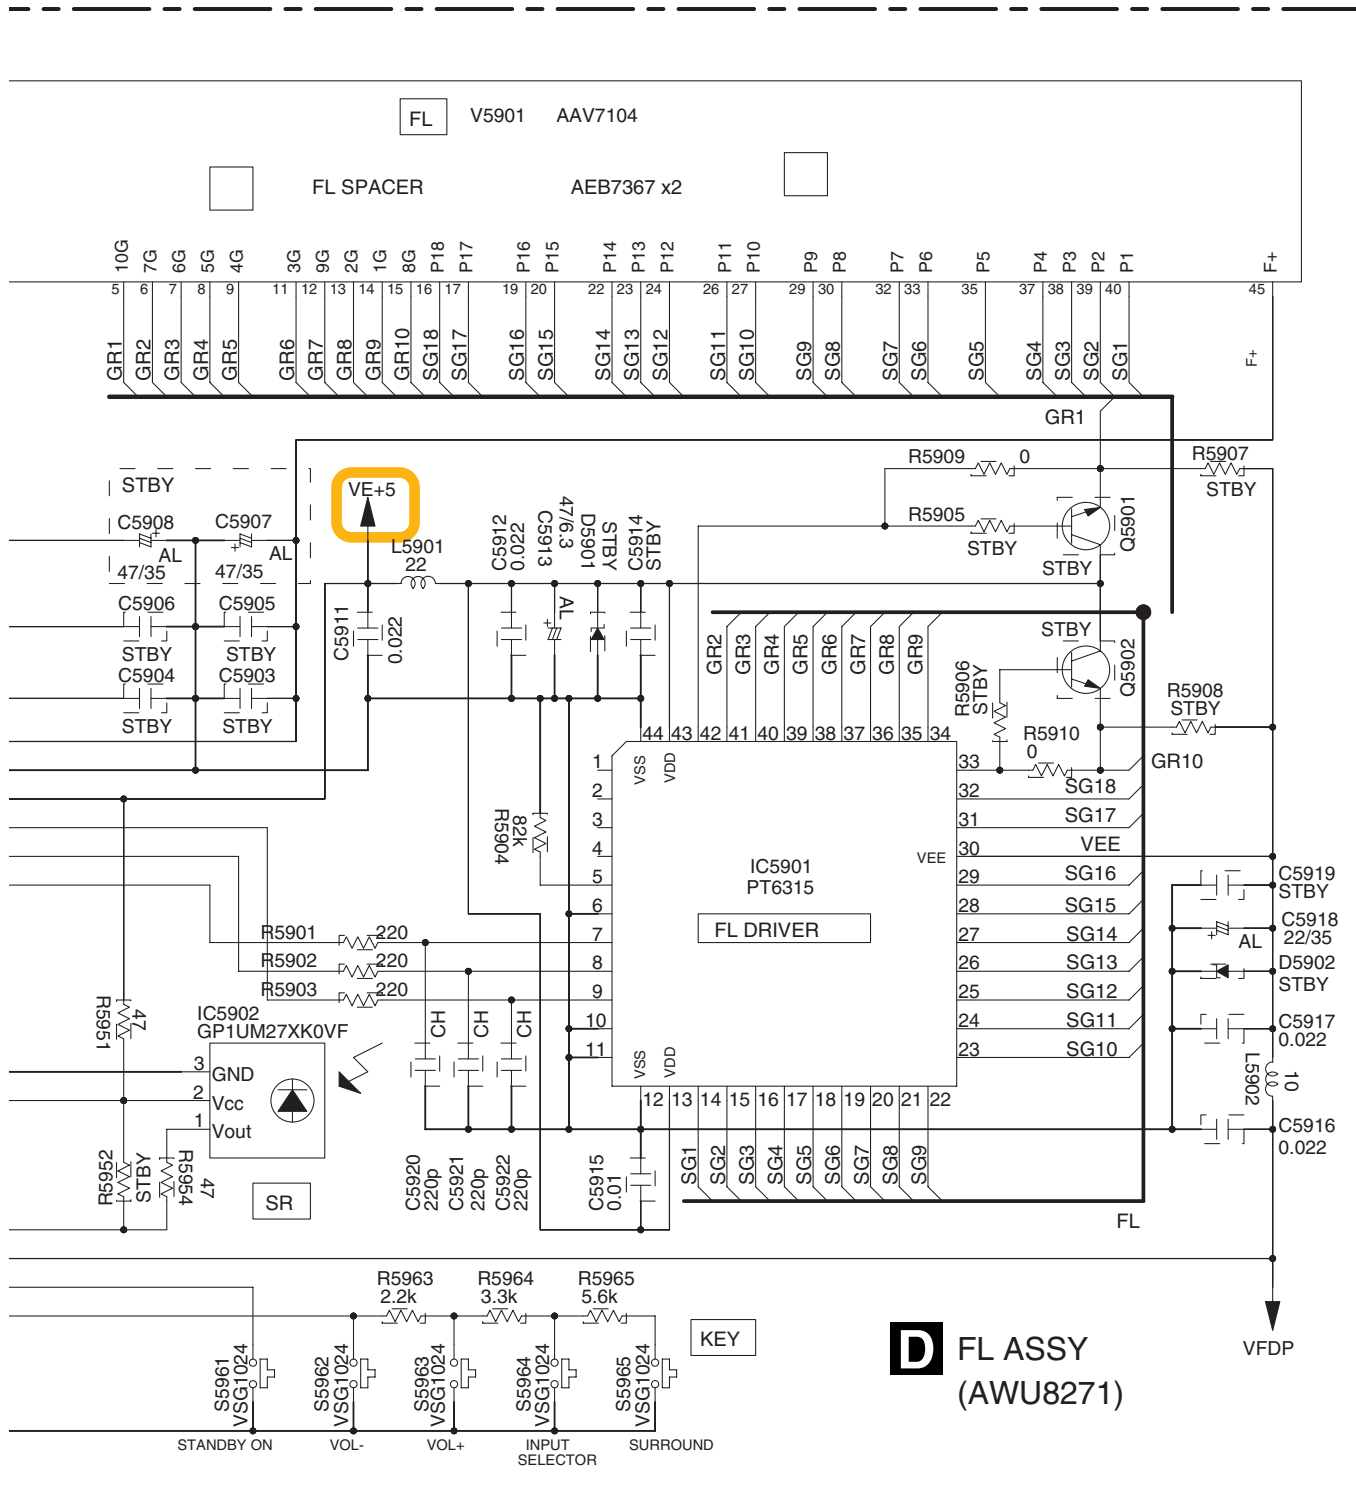 FL V5901 AAV7104
FL SPACER AEB7367 x2
10G 7G 6G 5G 4G 3G 9G 2G 1G 8G P18 P17 P16 P15 P14 P13 P12 P11 P10 P9 P8 P7 P6 P5 P4 P3 P2 P1 F+
5 6 7 8 9 11 12 13 14 15 16 17 19 20 22 23 24 26 27 29 30 32 33 35 37 38 39 40 45
GR1 GR2 GR3 GR4 GR5 GR6 GR7 GR8 GR9 GR10 SG18 SG17 SG16 SG15 SG14 SG13 SG12 SG11 SG10 SG9 SG8 SG7 SG6 SG5 SG4 SG3 SG2 SG1 F+
GR1
STBY
C5908 C5907
AL AL
47/35 47/35
C5906 C5905
STBY STBY
C5904 C5903
STBY STBY
VE+5
L5901
22
C5911
0.022
C5912
220.0
47/6.3
C5913
AL
D5901
STBY
C5914
STBY
R5909 0
R5905
STBY
R5907
STBY
Q5901
STBY
STBY
Q5902
R5906
STBY
R5908
STBY
R5910
0
GR10
GR2 GR3 GR4 GR5 GR6 GR7 GR8 GR9
44 43 42 41 40 39 38 37 36 35 34
VSS VDD
1
2
3
4
5
6
7
8
9
10
11
33
32 SG18
31 SG17
VEE 30 VEE
29 SG16
28 SG15
27 SG14
26 SG13
25 SG12
24 SG11
23 SG10
IC5901
PT6315
FL DRIVER
VSS VDD
12 13 14 15 16 17 18 19 20 21 22
SG1 SG2 SG3 SG4 SG5 SG6 SG7 SG8 SG9
FL
82k
R5904
R5901 220
R5902 220
R5903 220
CH CH CH
C5920
220p
C5921
220p
C5922
220p
C5915
0.01
47
R5951
IC5902
GP1UM27XK0VF
3 GND
2 Vcc
1 Vout
R5952
STBY
R5954
47
SR
C5919
STBY
C5918
22/35
AL
D5902
STBY
C5917
0.022
L5902
10
C5916
0.022
VFDP
R5963
2.2k
R5964
3.3k
R5965
5.6k
KEY
S5961
VSG1024
S5962
VSG1024
S5963
VSG1024
S5964
VSG1024
S5965
VSG1024
STANDBY ON VOL- VOL+ INPUT
SELECTOR SURROUND
D FL ASSY
(AWU8271)